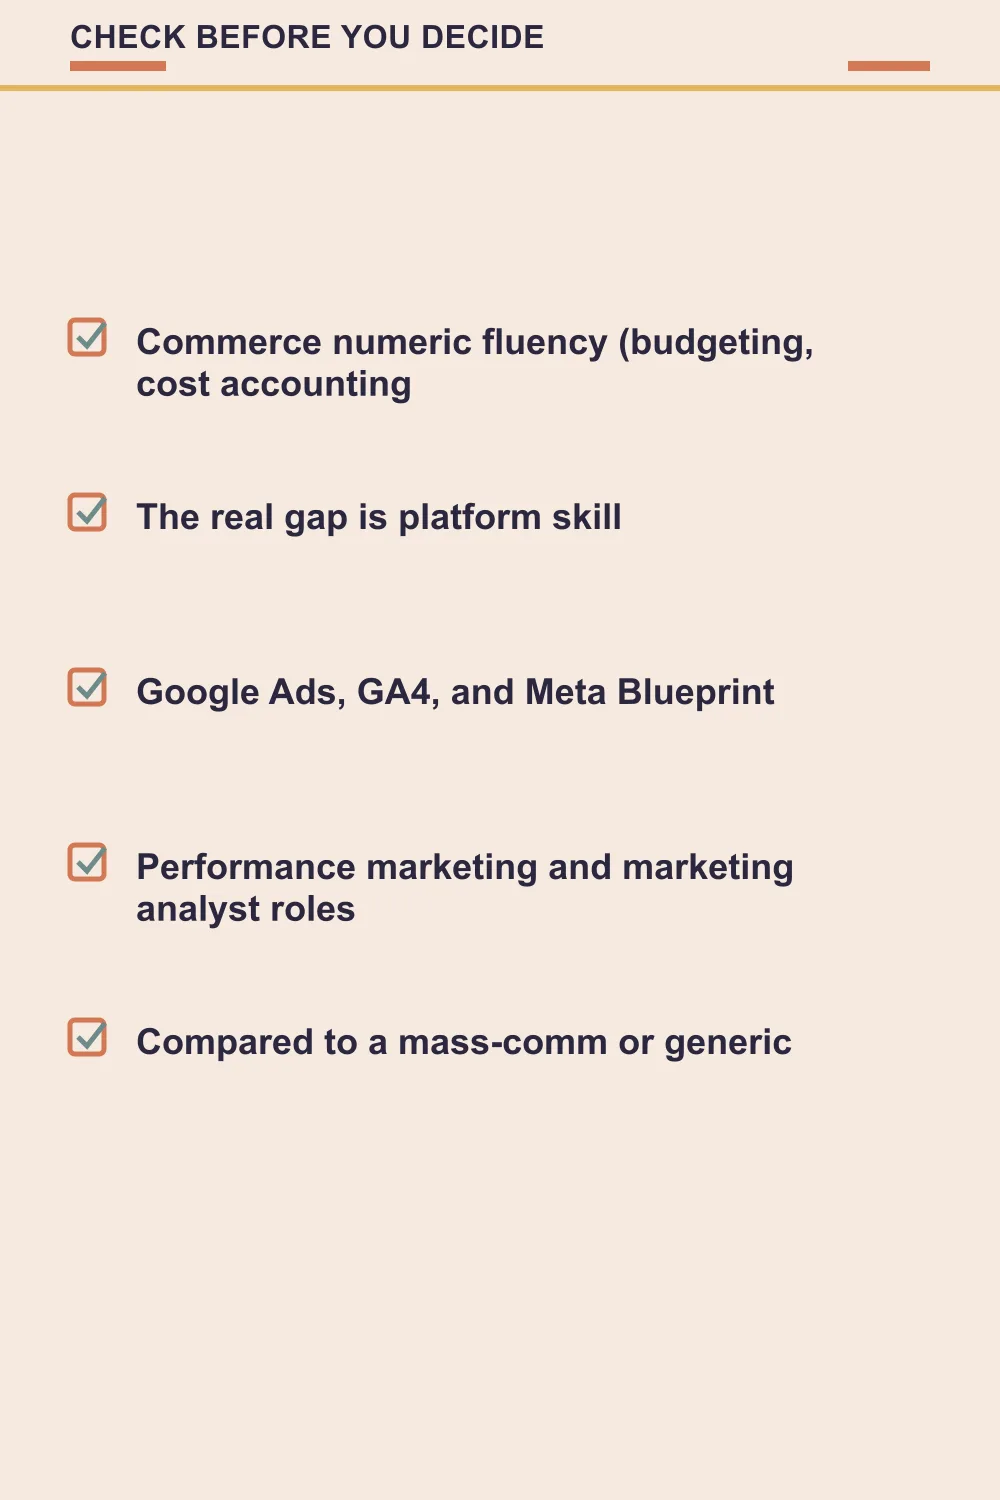 CHECK BEFORE YOU DECIDE
Commerce numeric fluency (budgeting,
cost accounting
The real gap is platform skill
Google Ads, GA4, and Meta Blueprint
Performance marketing and marketing
analyst roles
Compared to a mass-comm or generic